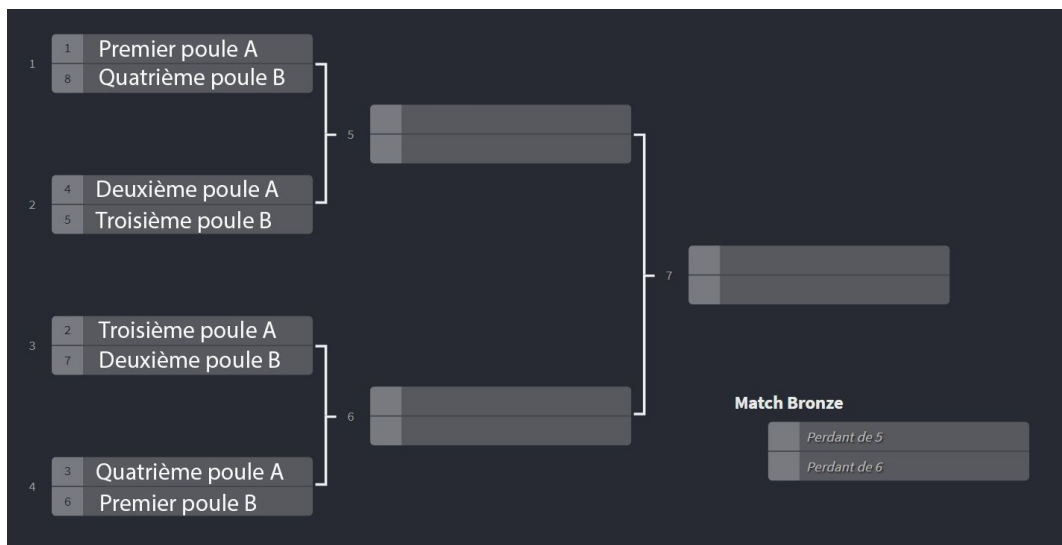 1
1 Premier poule A
8 Quatrième poule B
2
4 Deuxième poule A
5 Troisième poule B
3
2 Troisième poule A
7 Deuxième poule B
4
3 Quatrième poule A
6 Premier poule B
5
6
7
Match Bronze
Perdant de 5
Perdant de 6